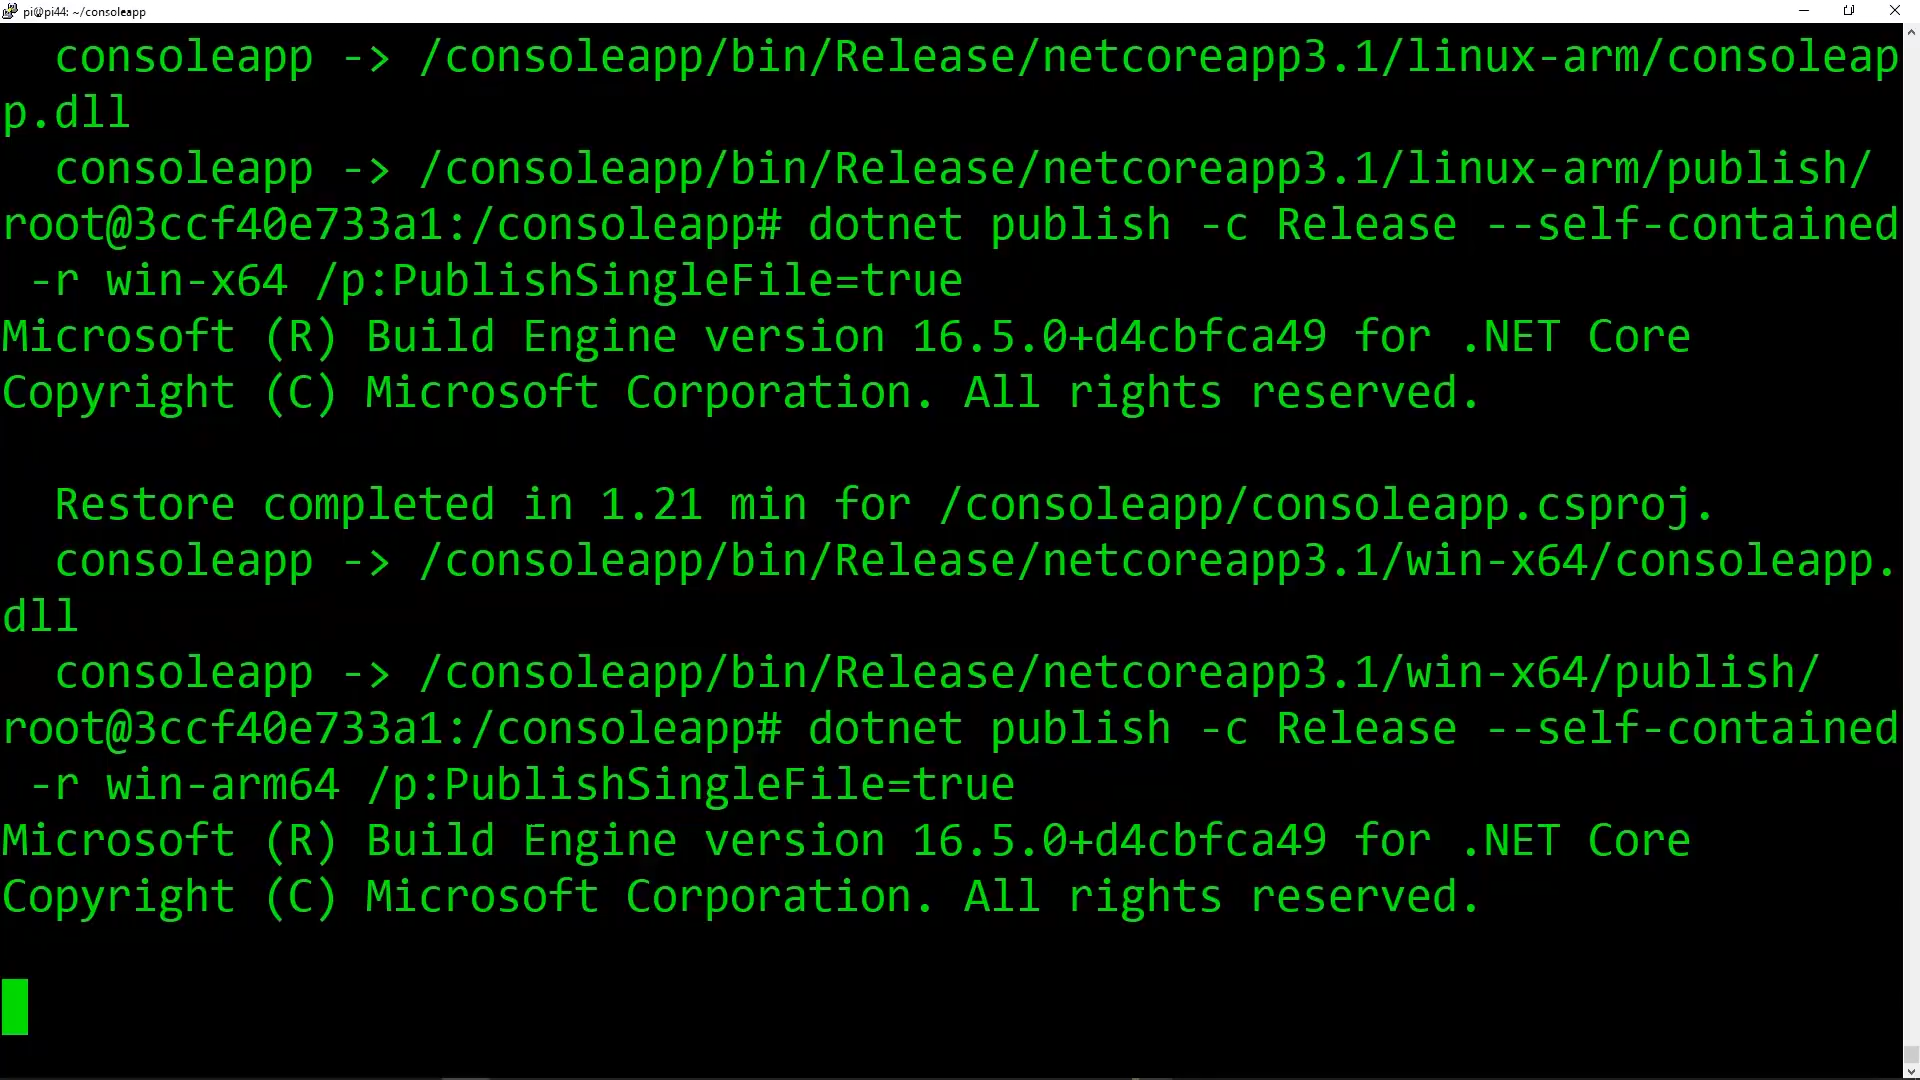 pi@pi44: ~/consoleapp
consoleapp -> /consoleapp/bin/Release/netcoreapp3.1/linux-arm/consoleap
p.dll
consoleapp -> /consoleapp/bin/Release/netcoreapp3.1/linux-arm/publish/
root@3ccf40e733a1:/consoleapp# dotnet publish -c Release --self-contained
-r win-x64 /p:PublishSingleFile=true
Microsoft (R) Build Engine version 16.5.0+d4cbfca49 for .NET Core
Copyright (C) Microsoft Corporation. All rights reserved.
Restore completed in 1.21 min for /consoleapp/consoleapp.csproj.
consoleapp -> /consoleapp/bin/Release/netcoreapp3.1/win-x64/consoleapp.
dll
consoleapp -> /consoleapp/bin/Release/netcoreapp3.1/win-x64/publish/
root@3ccf40e733a1:/consoleapp# dotnet publish -c Release --self-contained
-r win-arm64 /p:PublishSingleFile=true
Microsoft (R) Build Engine version 16.5.0+d4cbfca49 for .NET Core
Copyright (C) Microsoft Corporation. All rights reserved.